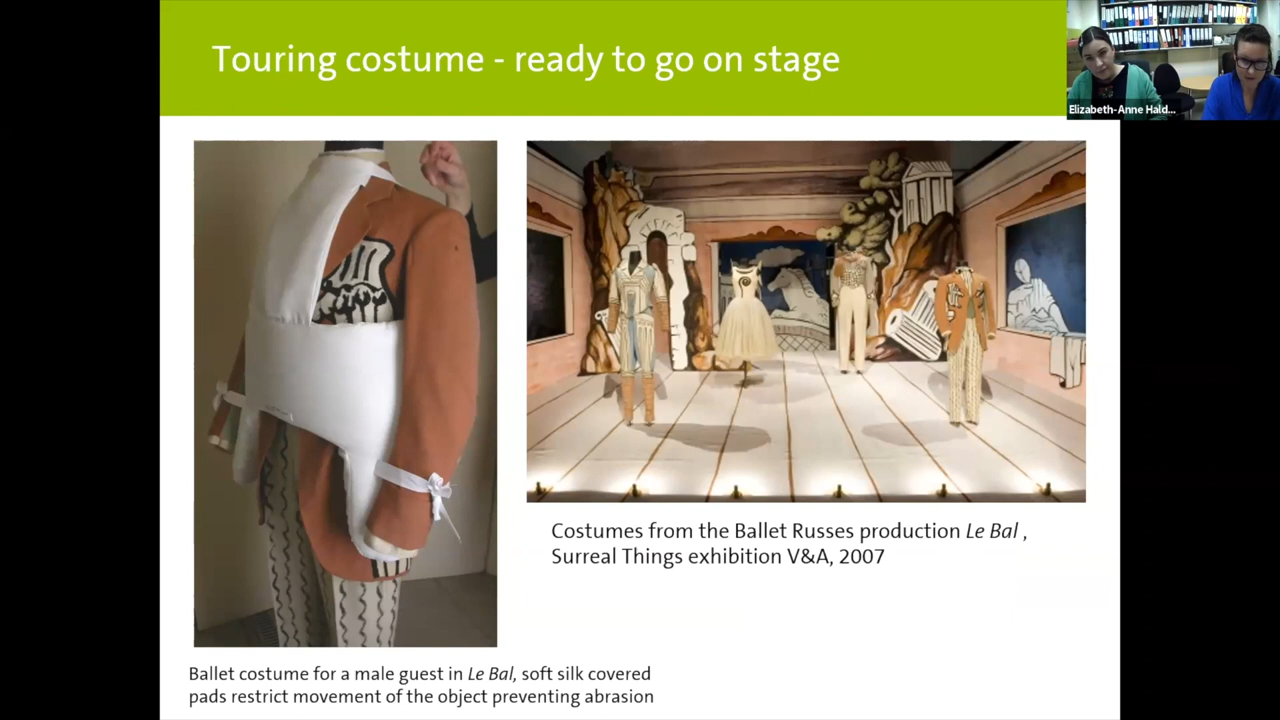 Touring costume - ready to go on stage
Elizabeth-Anne Hald...
Costumes from the Ballet Russes production Le Bal ,
Surreal Things exhibition V&A, 2007
Ballet costume for a male guest in Le Bal, soft silk covered
pads restrict movement of the object preventing abrasion